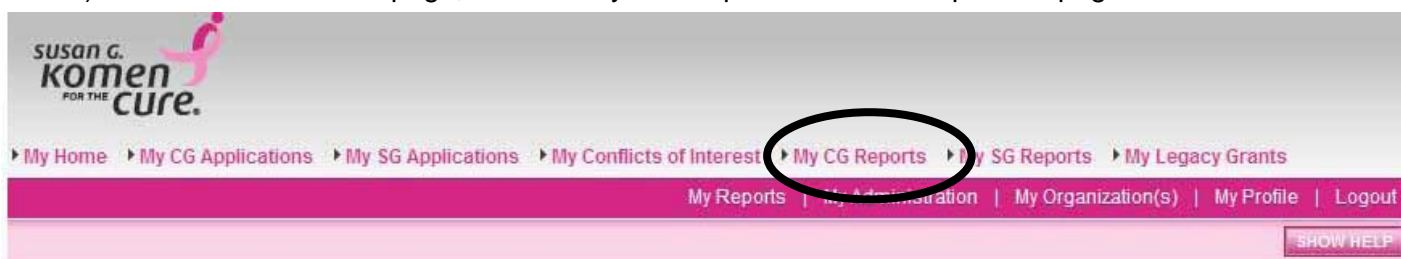 susan g.
komen
FOR THE cure.
My Home My CG Applications My SG Applications My Conflicts of Interest My CG Reports My SG Reports My Legacy Grants
My Reports | My Administration | My Organization(s) | My Profile | Logout
SHOW HELP